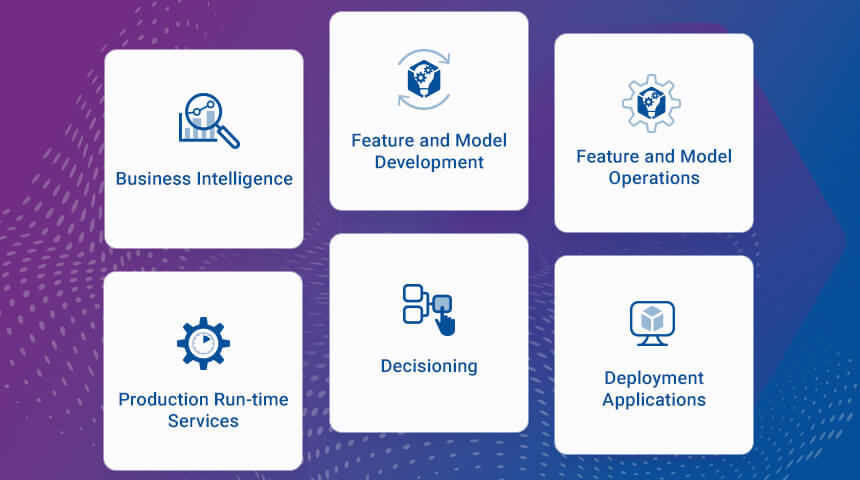 Business Intelligence
Feature and Model
Development
Feature and Model
Operations
Production Run-time
Services
Decisioning
Deployment
Applications